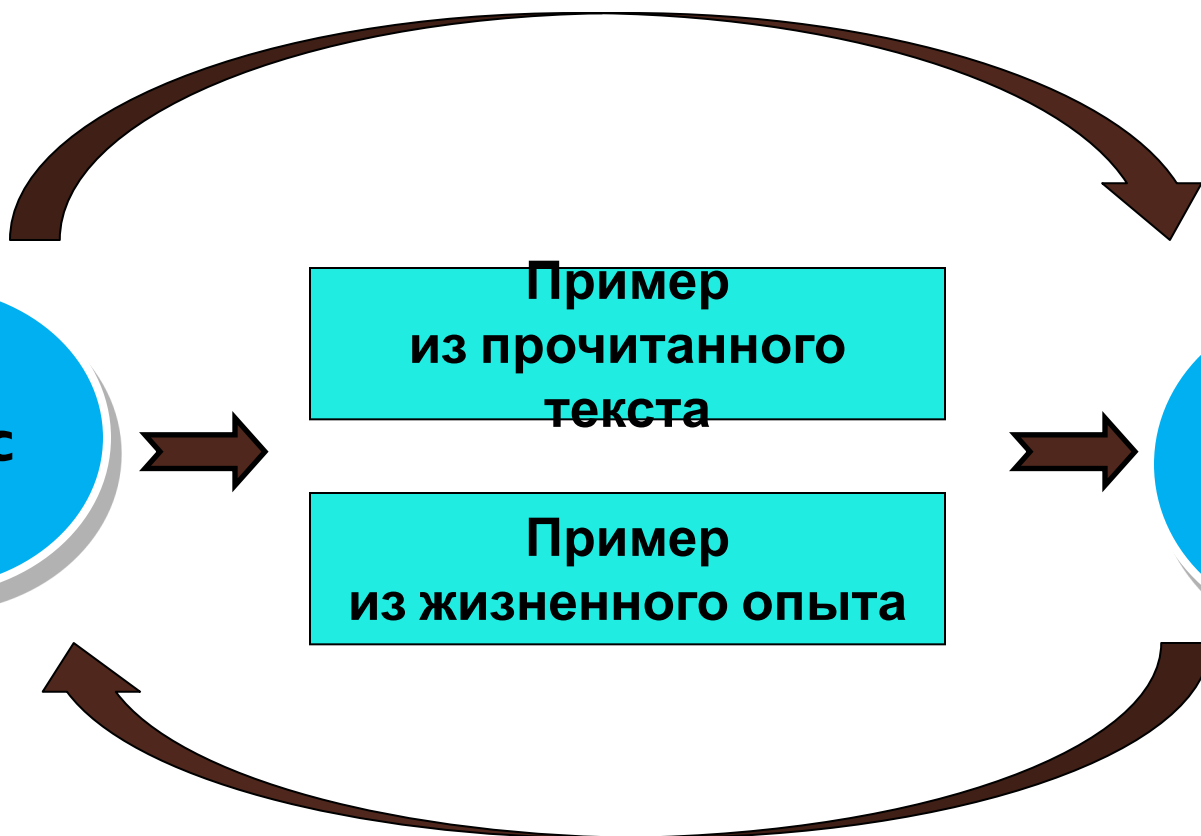 Пример
из прочитанного
текста
с
Пример
из жизненного опыта